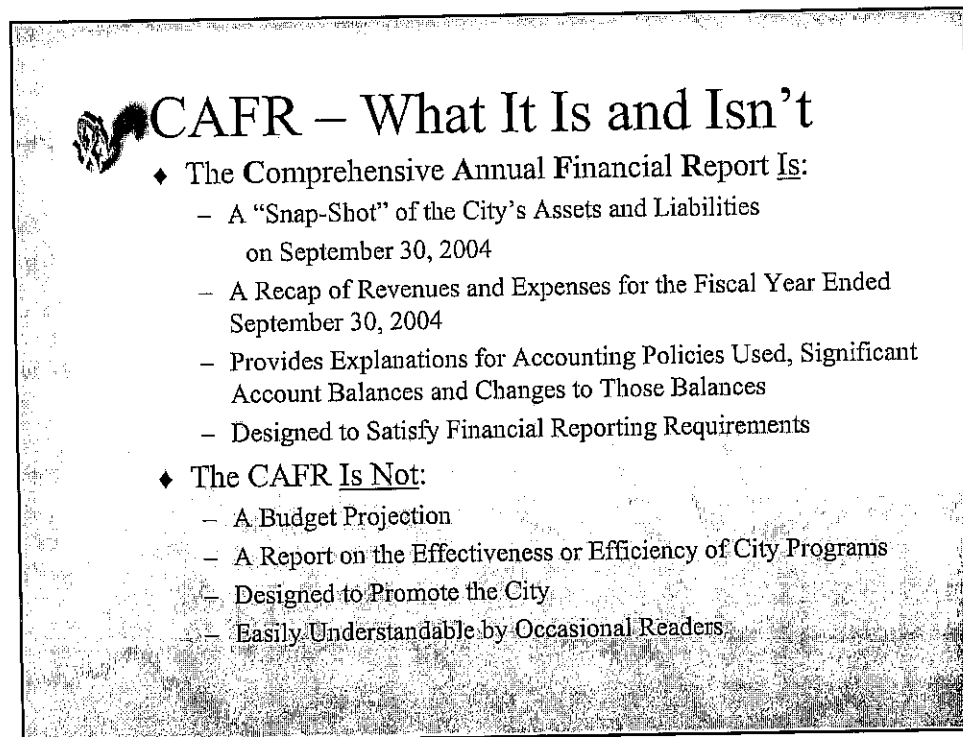 CAFR – What It Is and Isn't
♦ The Comprehensive Annual Financial Report Is:
– A "Snap-Shot" of the City's Assets and Liabilities
on September 30, 2004
– A Recap of Revenues and Expenses for the Fiscal Year Ended
September 30, 2004
– Provides Explanations for Accounting Policies Used, Significant
Account Balances and Changes to Those Balances
– Designed to Satisfy Financial Reporting Requirements
♦ The CAFR Is Not:
– A Budget Projection
– A Report on the Effectiveness or Efficiency of City Programs
– Designed to Promote the City
– Easily Understandable by Occasional Readers